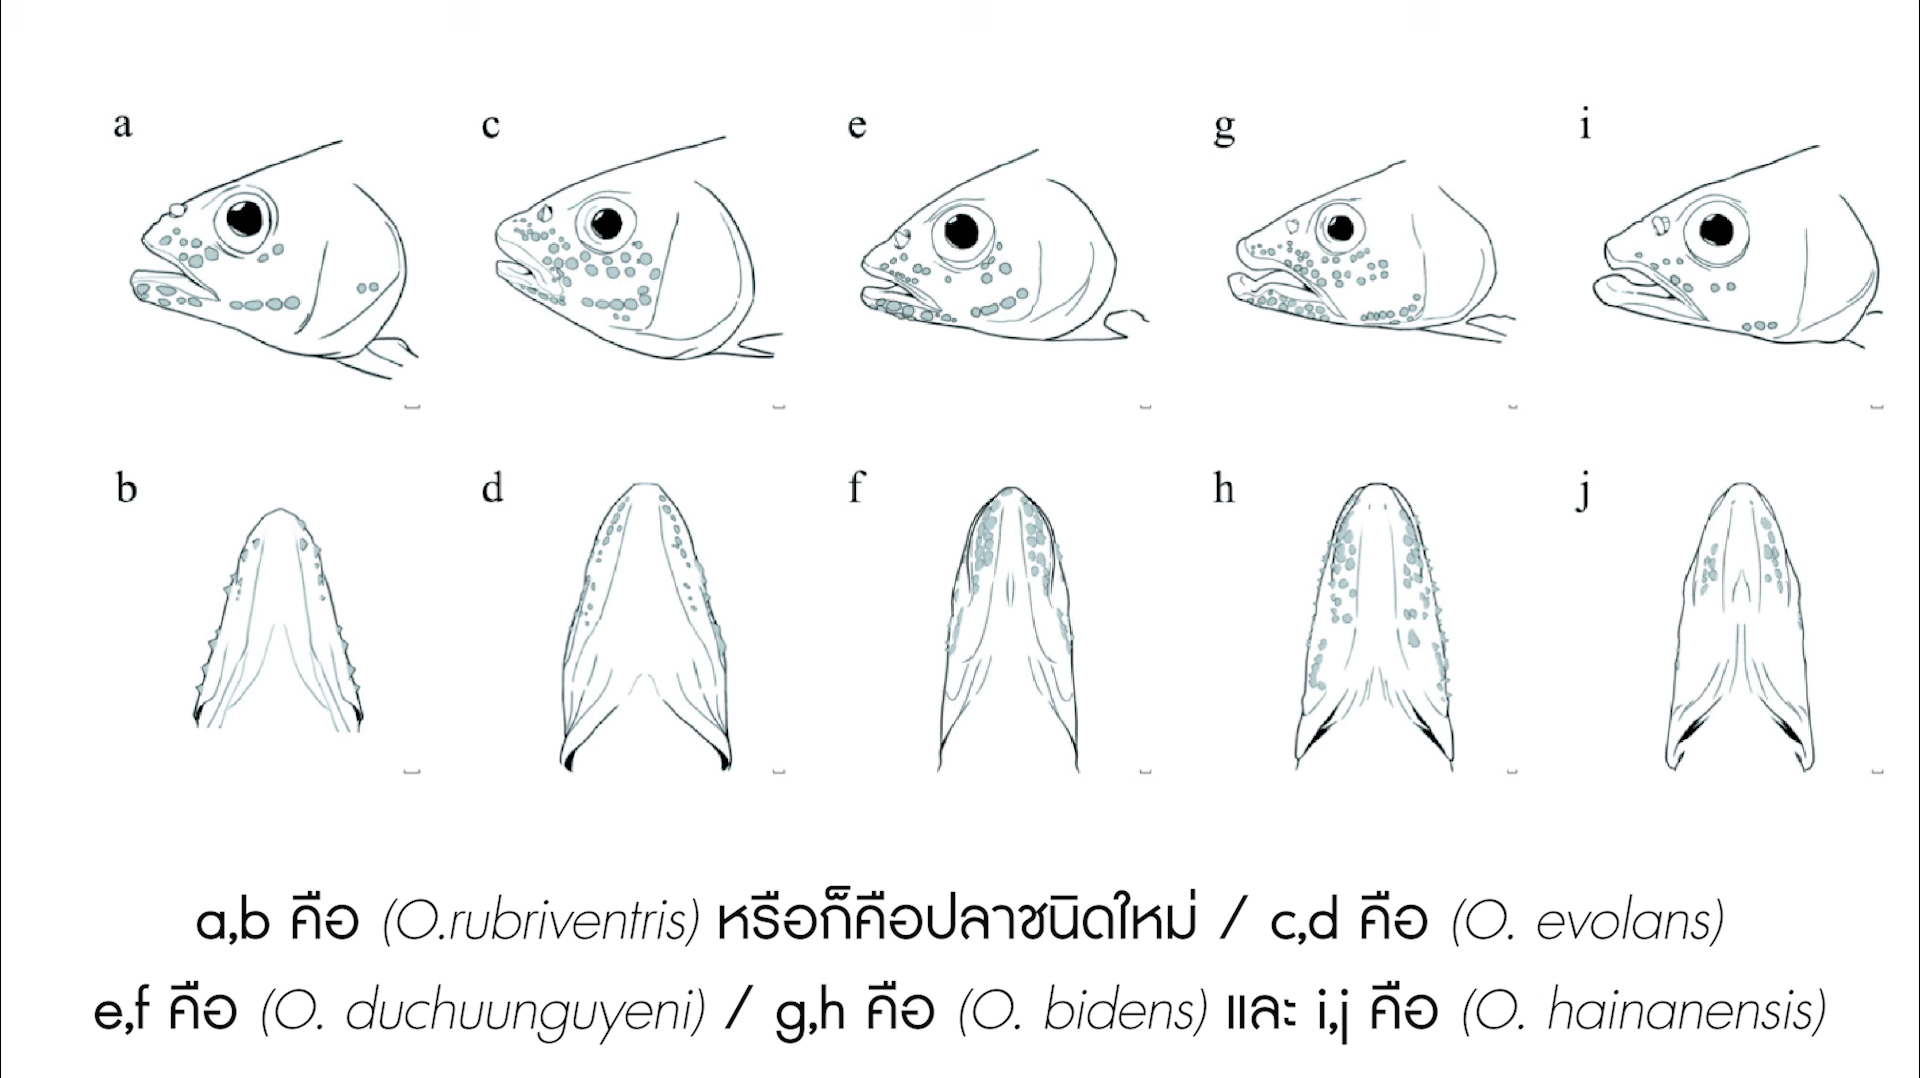 a c e g i
b d f h j
a,b คือ (O.rubriventris) หรือก็คือปลาชนิดใหม่ / c,d คือ (O. evolans)
e,f คือ (O. duchuunguyeni) / g,h คือ (O. bidens) และ i,j คือ (O. hainanensis)